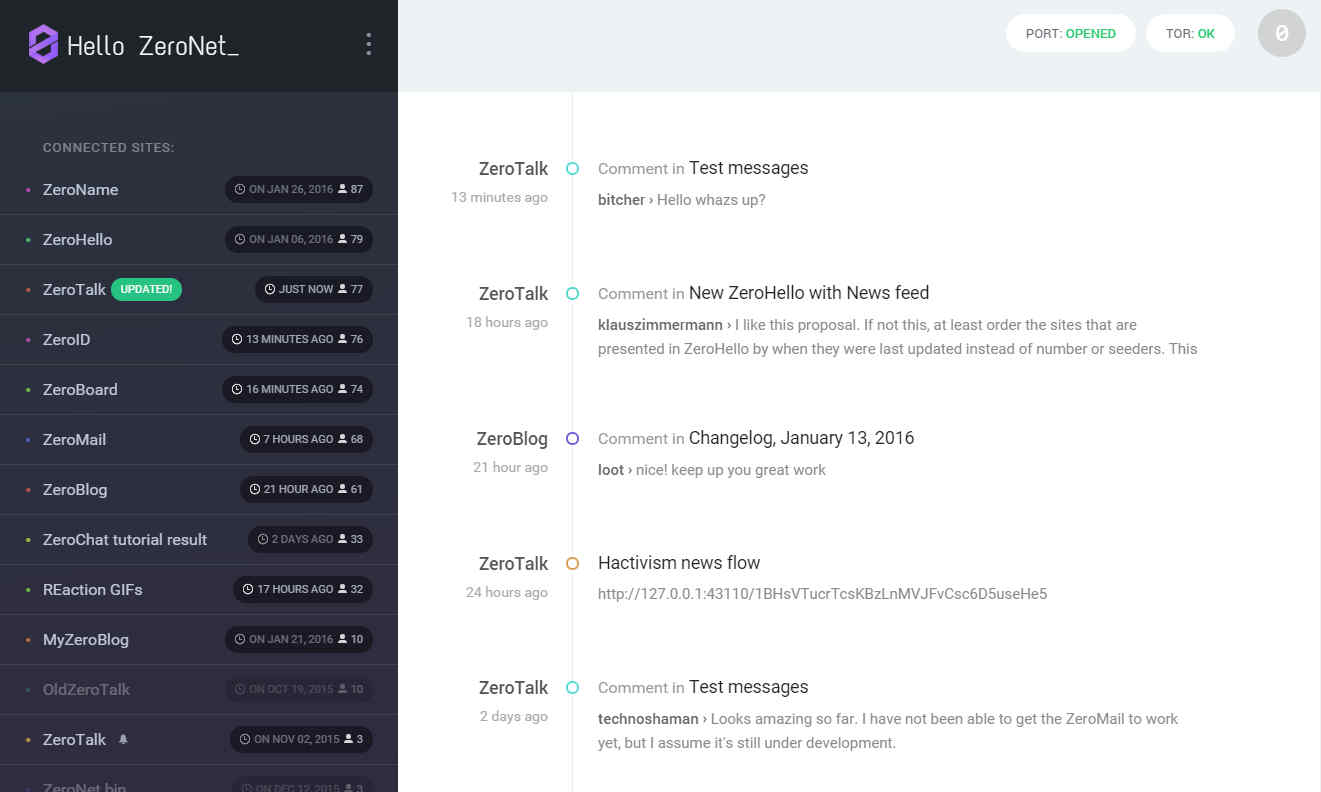 Hello ZeroNet_
PORT: OPENED
TOR: OK
0
CONNECTED SITES:
ZeroName ON JAN 26, 2016 87
ZeroHello ON JAN 06, 2016 79
ZeroTalk UPDATED! JUST NOW 77
ZeroID 13 MINUTES AGO 76
ZeroBoard 16 MINUTES AGO 74
ZeroMail 7 HOURS AGO 68
ZeroBlog 21 HOUR AGO 61
ZeroChat tutorial result 2 DAYS AGO 33
REaction GIFs 17 HOURS AGO 32
MyZeroBlog ON JAN 21, 2016 10
OldZeroTalk ON OCT 19, 2015 10
ZeroTalk ON NOV 02, 2015 3
ZeroNet bin ON DEC 12, 2015 3
ZeroTalk Comment in Test messages
13 minutes ago bitcher › Hello whazs up?
ZeroTalk Comment in New ZeroHello with News feed
18 hours ago klauszimmermann › I like this proposal. If not this, at least order the sites that are
presented in ZeroHello by when they were last updated instead of number or seeders. This
ZeroBlog Comment in Changelog, January 13, 2016
21 hour ago loot › nice! keep up you great work
ZeroTalk Hactivism news flow
24 hours ago http://127.0.0.1:43110/1BHsVTucrTcsKBzLnMVJFvCsc6D5useHe5
ZeroTalk Comment in Test messages
2 days ago technoshaman › Looks amazing so far. I have not been able to get the ZeroMail to work
yet, but I assume it's still under development.